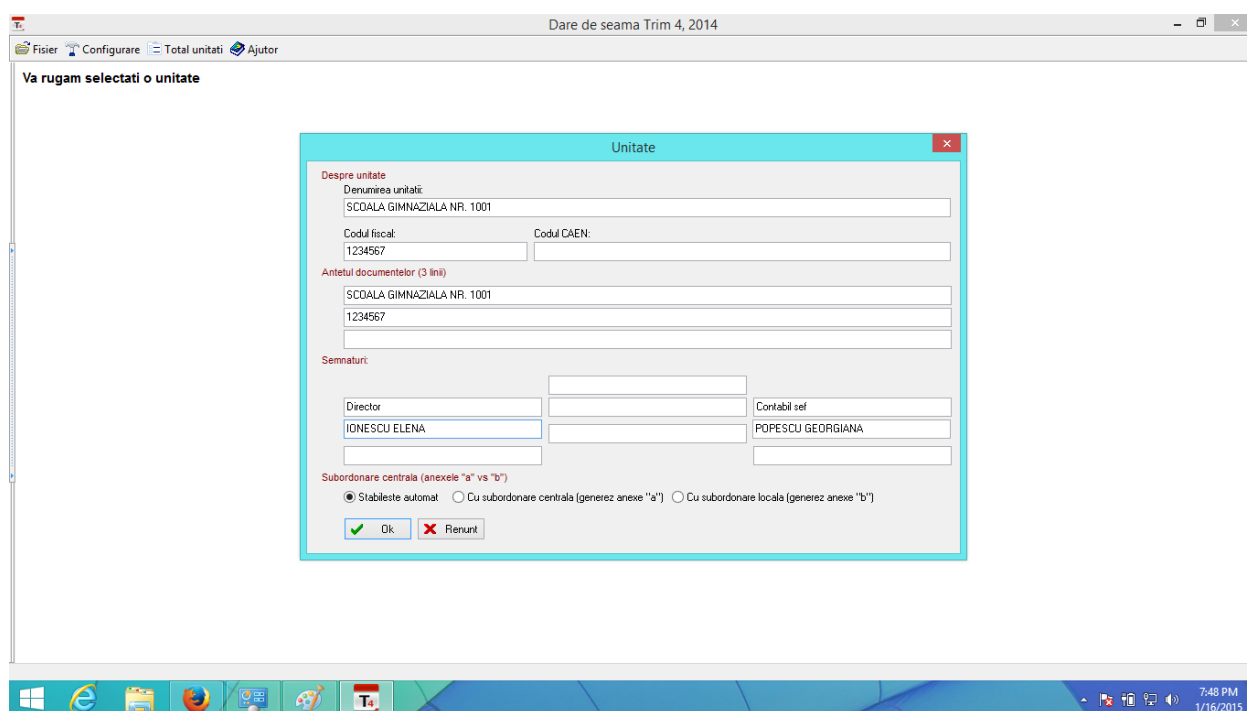 Dare de seama Trim 4, 2014
Fisier Configurare Total unitati Ajutor
Va rugam selectati o unitate
Unitate
Despre unitate
Denumirea unitatii:
SCOALA GIMNAZIALA NR. 1001
Codul fiscal: Codul CAEN:
1234567
Antetul documentelor (3 linii)
SCOALA GIMNAZIALA NR. 1001
1234567
Semnaturi:
Director Contabil sef
IONESCU ELENA POPESCU GEORGIANA
Subordonare centrala (anexele "a" vs "b")
Stabileste automat Cu subordonare centrala (generez anexe "a") Cu subordonare locala (generez anexe "b")
Ok Renunt
T4
7:48 PM
1/16/2015